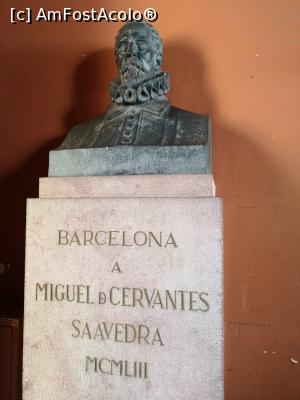 [c] AmFostAcolo®
BARCELONA
A
MIGUEL D CERVANTES
SAAVEDRA
MCMLIII